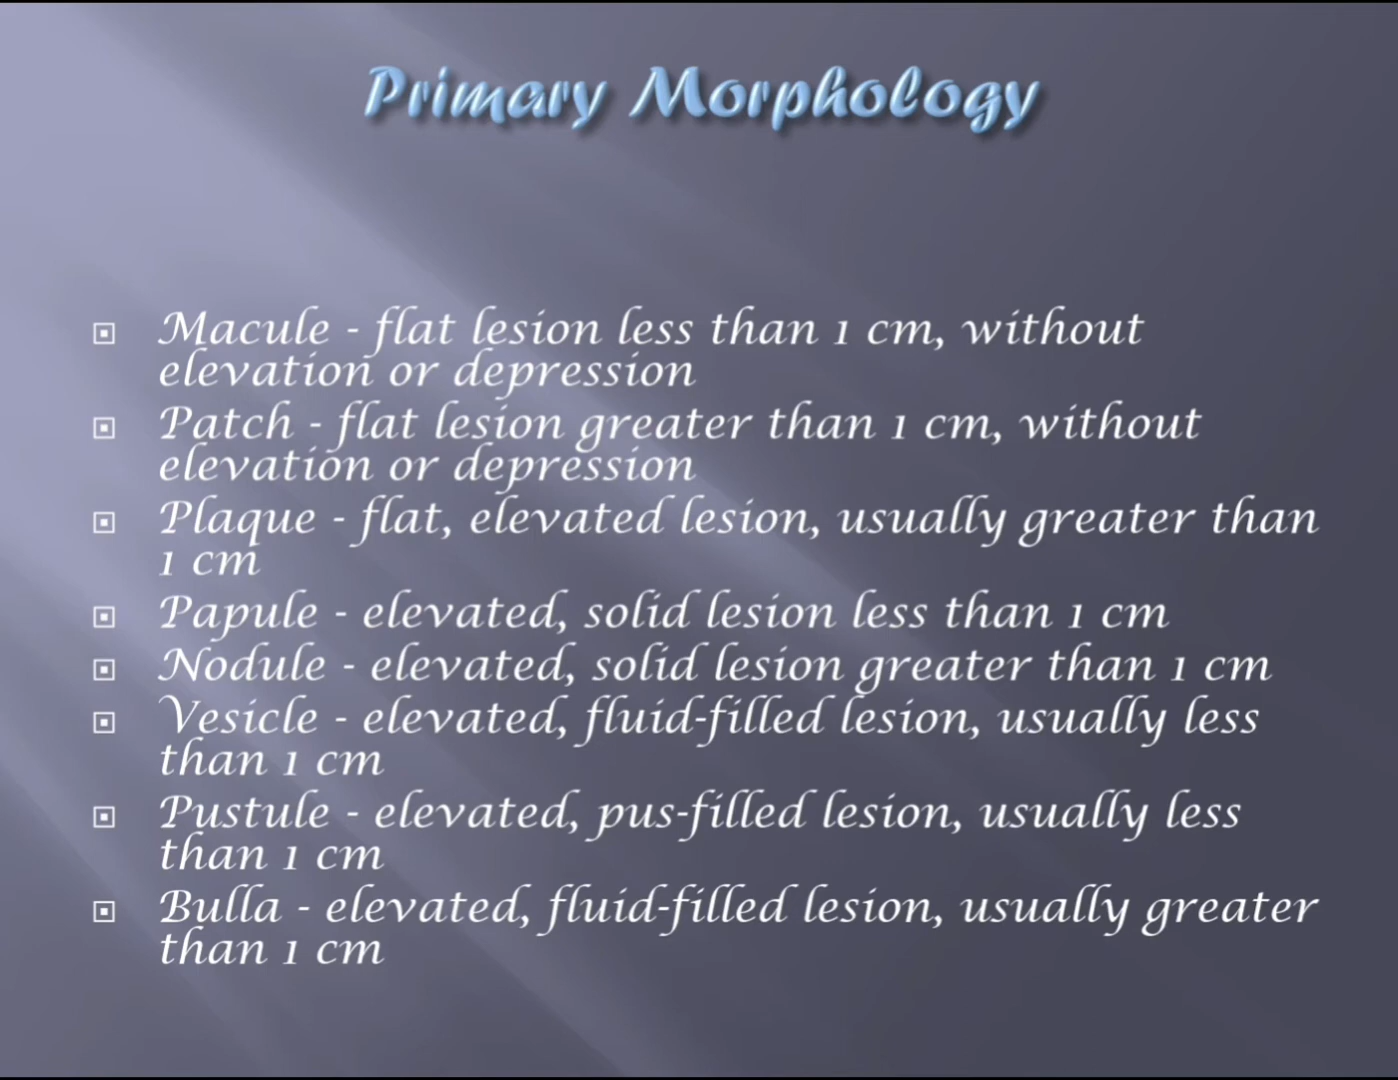 Primary Morphology
Macule - flat lesion less than 1 cm, without
elevation or depression
Patch - flat lesion greater than 1 cm, without
elevation or depression
Plaque - flat, elevated lesion, usually greater than
1 cm
Papule - elevated, solid lesion less than 1 cm
Nodule - elevated, solid lesion greater than 1 cm
Vesicle - elevated, fluid-filled lesion, usually less
than 1 cm
Pustule - elevated, pus-filled lesion, usually less
than 1 cm
Bulla - elevated, fluid-filled lesion, usually greater
than 1 cm